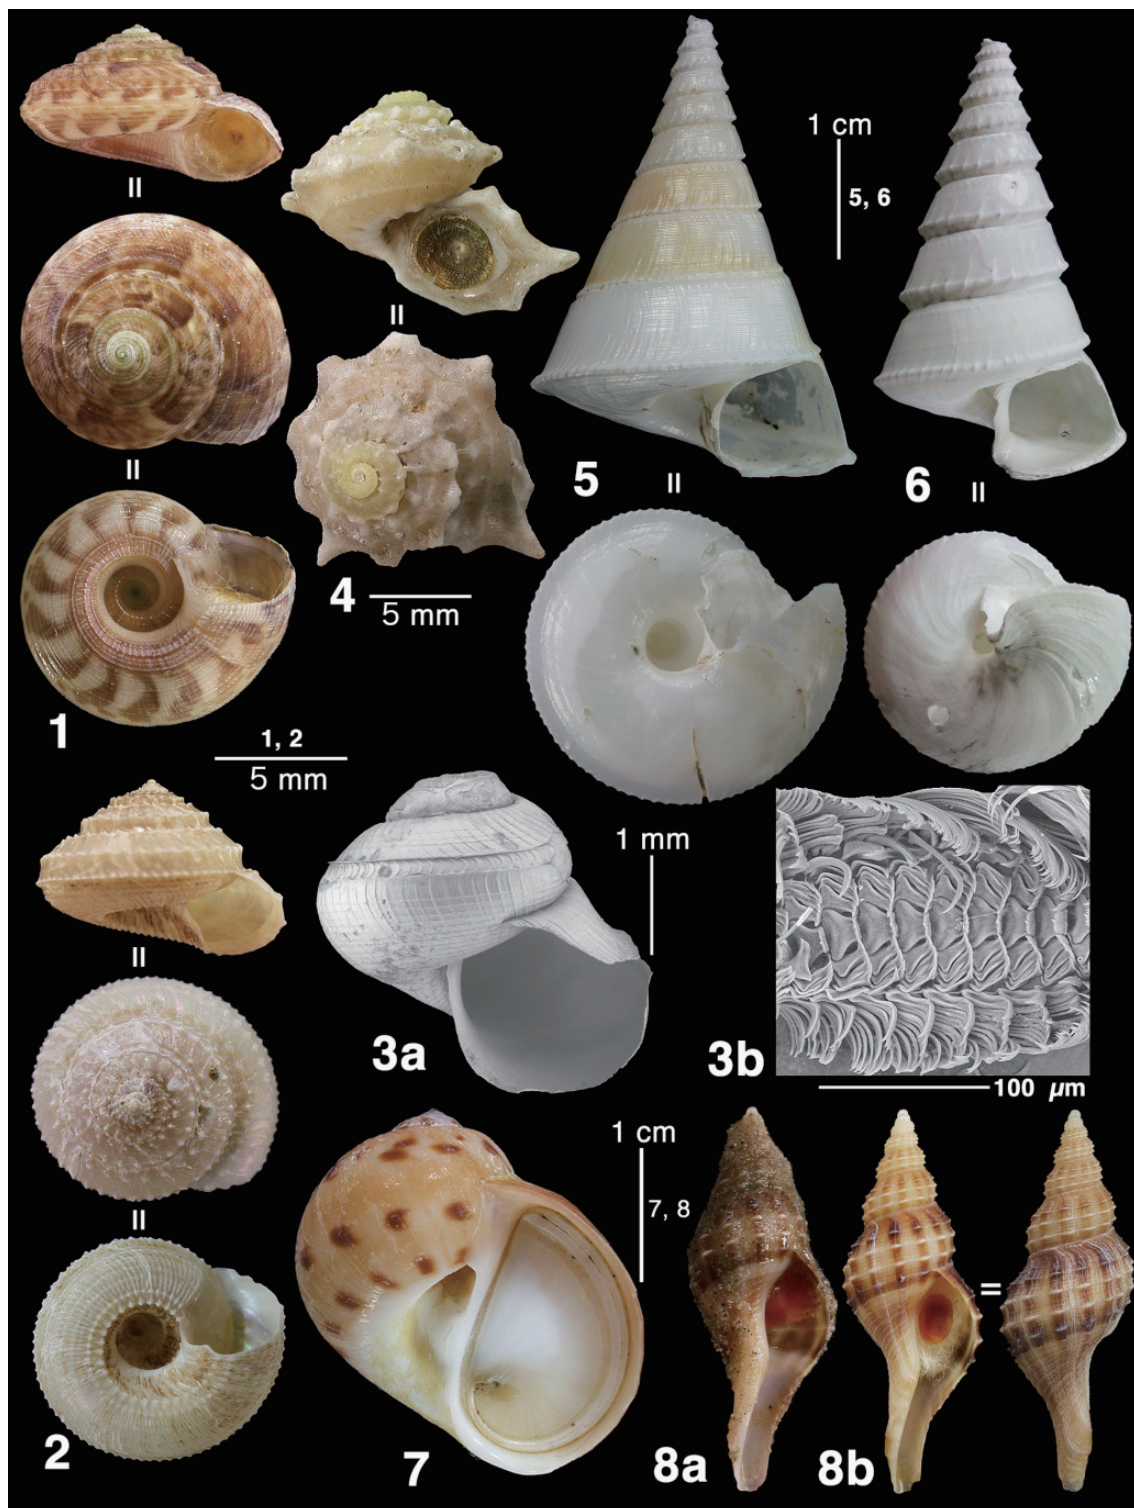 =
=
1
1, 2
5 mm
=
=
2
=
4
5 mm
1 cm
5, 6
5
=
6
=
3a
1 mm
3b
100 µm
7
1 cm
7, 8
8a
8b
=